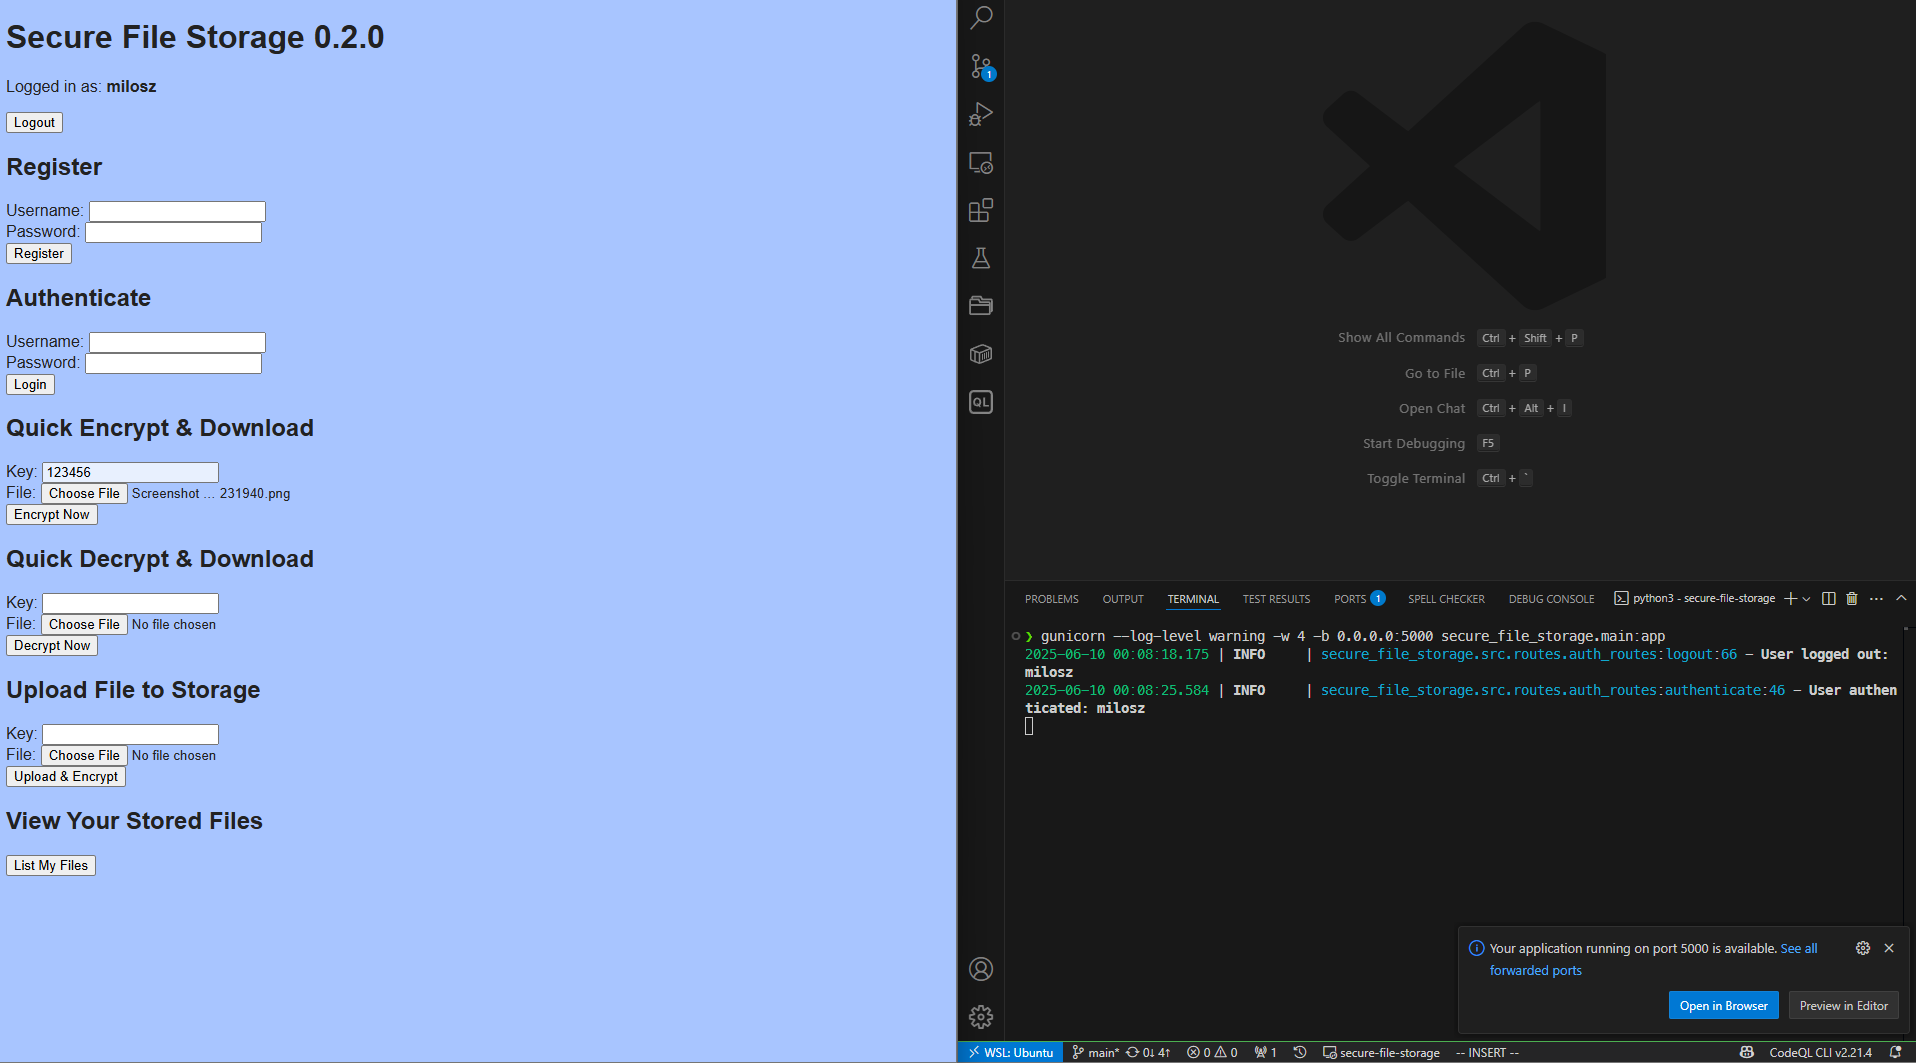 Secure File Storage 0.2.0
Logged in as: milosz
Logout
Register
Username:
Password:
Register
Authenticate
Username:
Password:
Login
Quick Encrypt & Download
Key: 123456
File: Choose File Screenshot ... 231940.png
Encrypt Now
Quick Decrypt & Download
Key:
File: Choose File No file chosen
Decrypt Now
Upload File to Storage
Key:
File: Choose File No file chosen
Upload & Encrypt
View Your Stored Files
List My Files
1
QL
Show All Commands Ctrl + Shift + P
Go to File Ctrl + P
Open Chat Ctrl + Alt + I
Start Debugging F5
Toggle Terminal Ctrl + `
PROBLEMS OUTPUT TERMINAL TEST RESULTS PORTS 1 SPELL CHECKER DEBUG CONSOLE python3 - secure-file-storage
❯ gunicorn --log-level warning -w 4 -b 0.0.0.0:5000 secure_file_storage.main:app
2025-06-10 00:08:18.175 | INFO     | secure_file_storage.src.routes.auth_routes:logout:66 - User logged out:
milosz
2025-06-10 00:08:25.584 | INFO     | secure_file_storage.src.routes.auth_routes:authenticate:46 - User authen
ticated: milosz
Your application running on port 5000 is available. See all
forwarded ports
Open in Browser Preview in Editor
WSL: Ubuntu main* 0↓ 4↑ 0 0 1 secure-file-storage -- INSERT -- CodeQL CLI v2.21.4